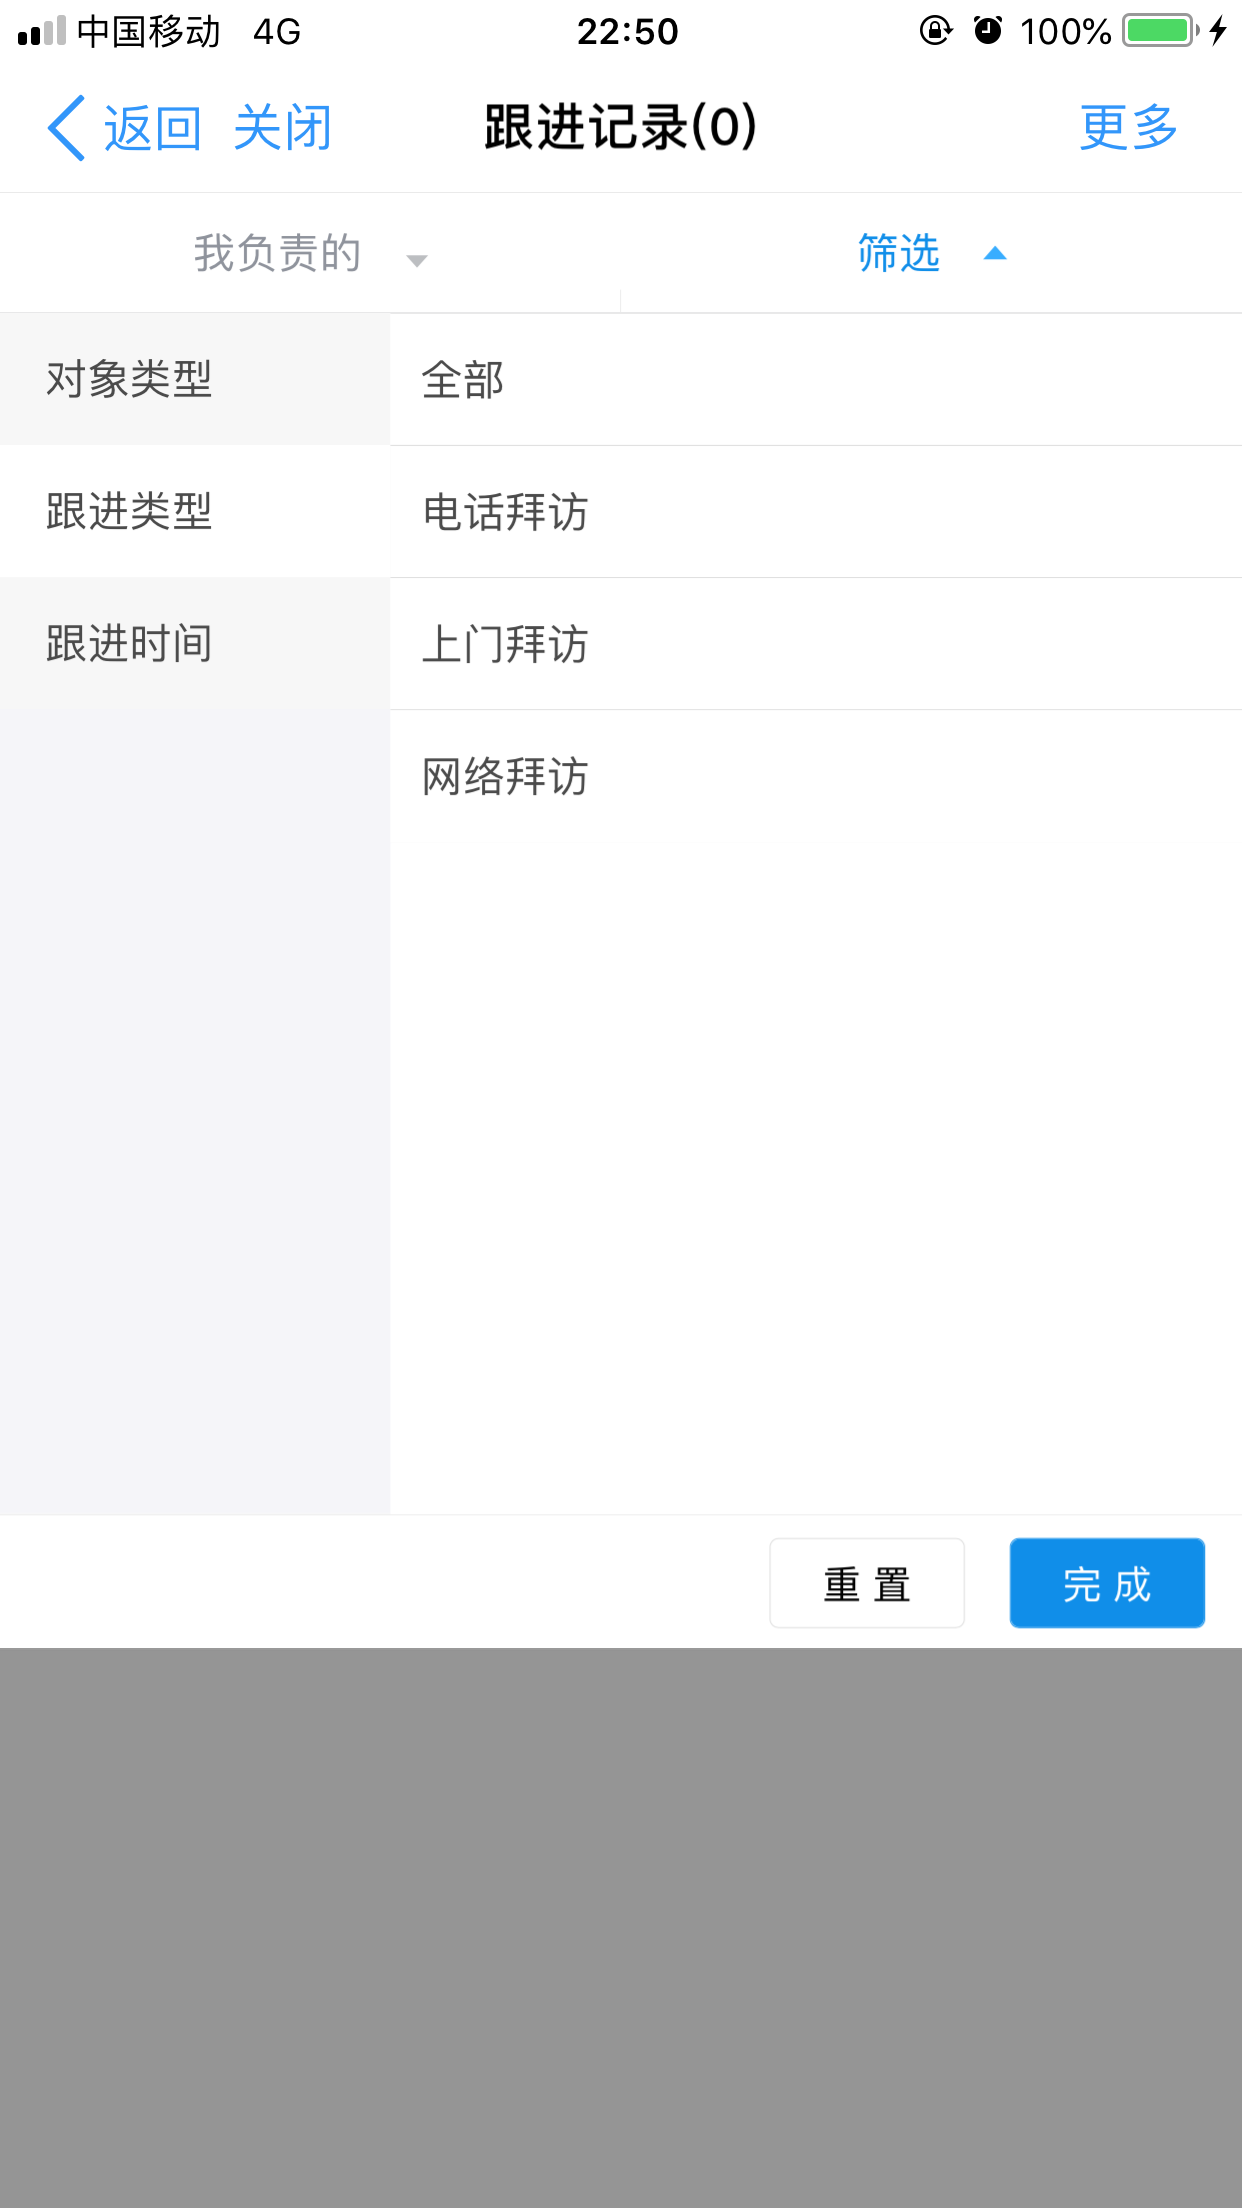 中国移动 4G 22:50 100%
返回 关闭 跟进记录(0) 更多
我负责的 筛选
对象类型 全部
跟进类型 电话拜访
跟进时间 上门拜访
网络拜访
重置 完成